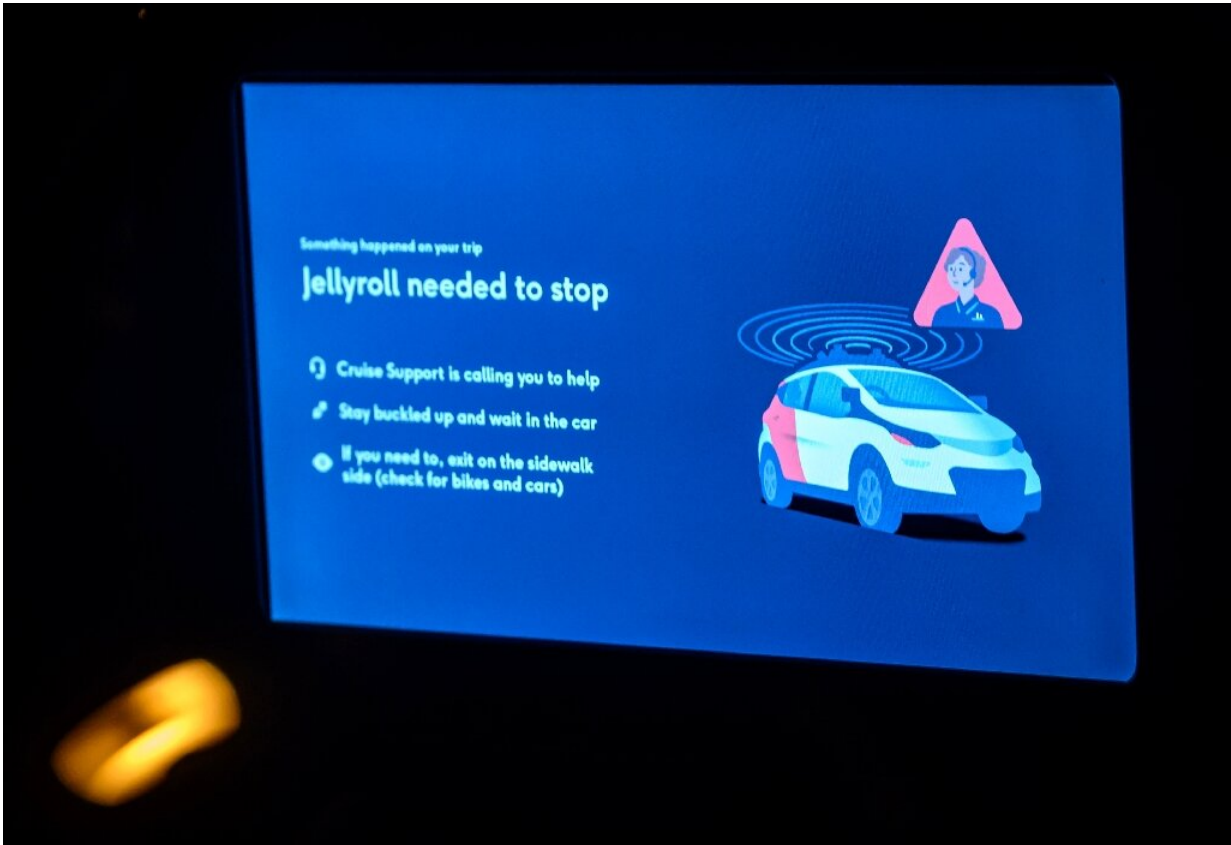 Something happened on your trip
Jellyroll needed to stop
Cruise Support is calling you to help
Stay buckled up and wait in the car
If you need to, exit on the sidewalk
side (check for bikes and cars)